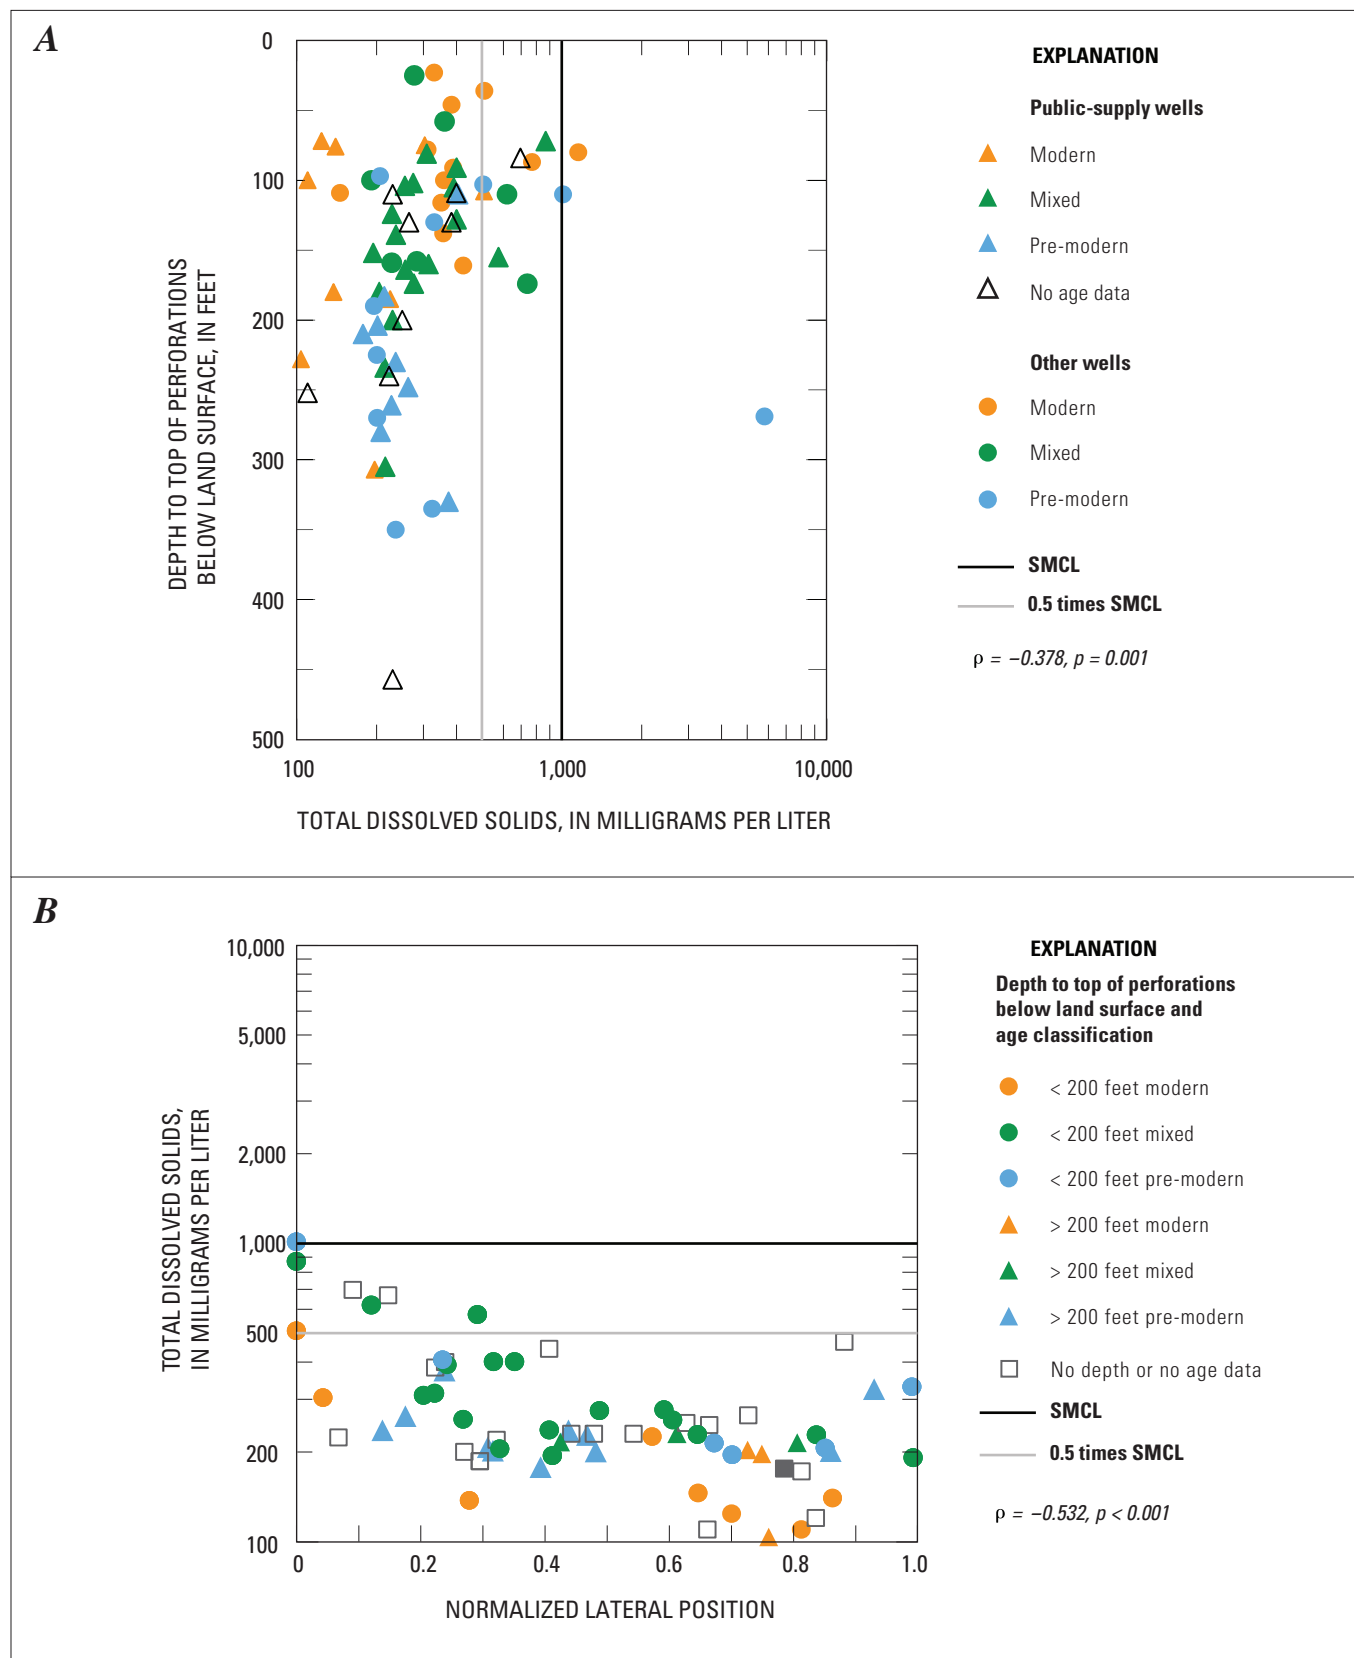 A
0
100
200
300
400
500
DEPTH TO TOP OF PERFORATIONS
BELOW LAND SURFACE, IN FEET
100
1,000
10,000
TOTAL DISSOLVED SOLIDS, IN MILLIGRAMS PER LITER
EXPLANATION
Public-supply wells
Modern
Mixed
Pre-modern
No age data
Other wells
Modern
Mixed
Pre-modern
SMCL
0.5 times SMCL
ρ = −0.378, p = 0.001
B
10,000
5,000
2,000
1,000
500
200
100
TOTAL DISSOLVED SOLIDS,
IN MILLIGRAMS PER LITER
0
0.2
0.4
0.6
0.8
1.0
NORMALIZED LATERAL POSITION
EXPLANATION
Depth to top of perforations
below land surface and
age classification
< 200 feet modern
< 200 feet mixed
< 200 feet pre-modern
> 200 feet modern
> 200 feet mixed
> 200 feet pre-modern
No depth or no age data
SMCL
0.5 times SMCL
ρ = −0.532, p < 0.001